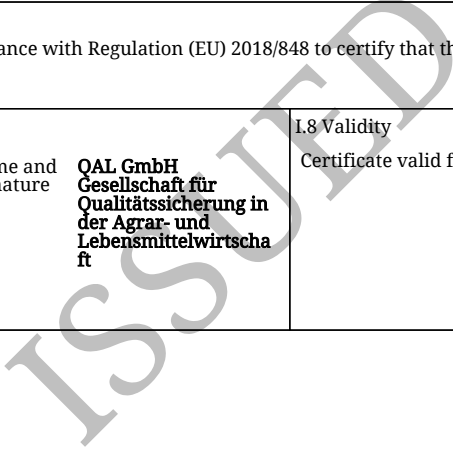 ance with Regulation (EU) 2018/848 to certify that th
me and
nature
QAL GmbH
Gesellschaft für
Qualitätssicherung in
der Agrar- und
Lebensmittelwirtscha
ft
I.8 Validity
Certificate valid f
ISSUED